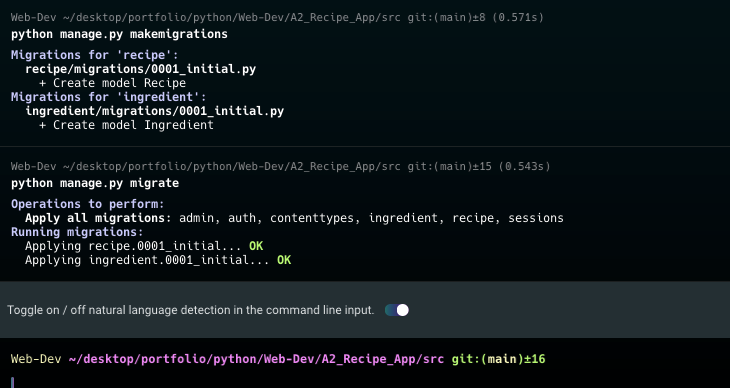 Web-Dev ~/desktop/portfolio/python/Web-Dev/A2_Recipe_App/src git:(main)±8 (0.571s)
python manage.py makemigrations
Migrations for 'recipe':
  recipe/migrations/0001_initial.py
    + Create model Recipe
Migrations for 'ingredient':
  ingredient/migrations/0001_initial.py
    + Create model Ingredient
Web-Dev ~/desktop/portfolio/python/Web-Dev/A2_Recipe_App/src git:(main)±15 (0.543s)
python manage.py migrate
Operations to perform:
  Apply all migrations: admin, auth, contenttypes, ingredient, recipe, sessions
Running migrations:
  Applying recipe.0001_initial... OK
  Applying ingredient.0001_initial... OK
Toggle on / off natural language detection in the command line input.
Web-Dev ~/desktop/portfolio/python/Web-Dev/A2_Recipe_App/src git:(main)±16